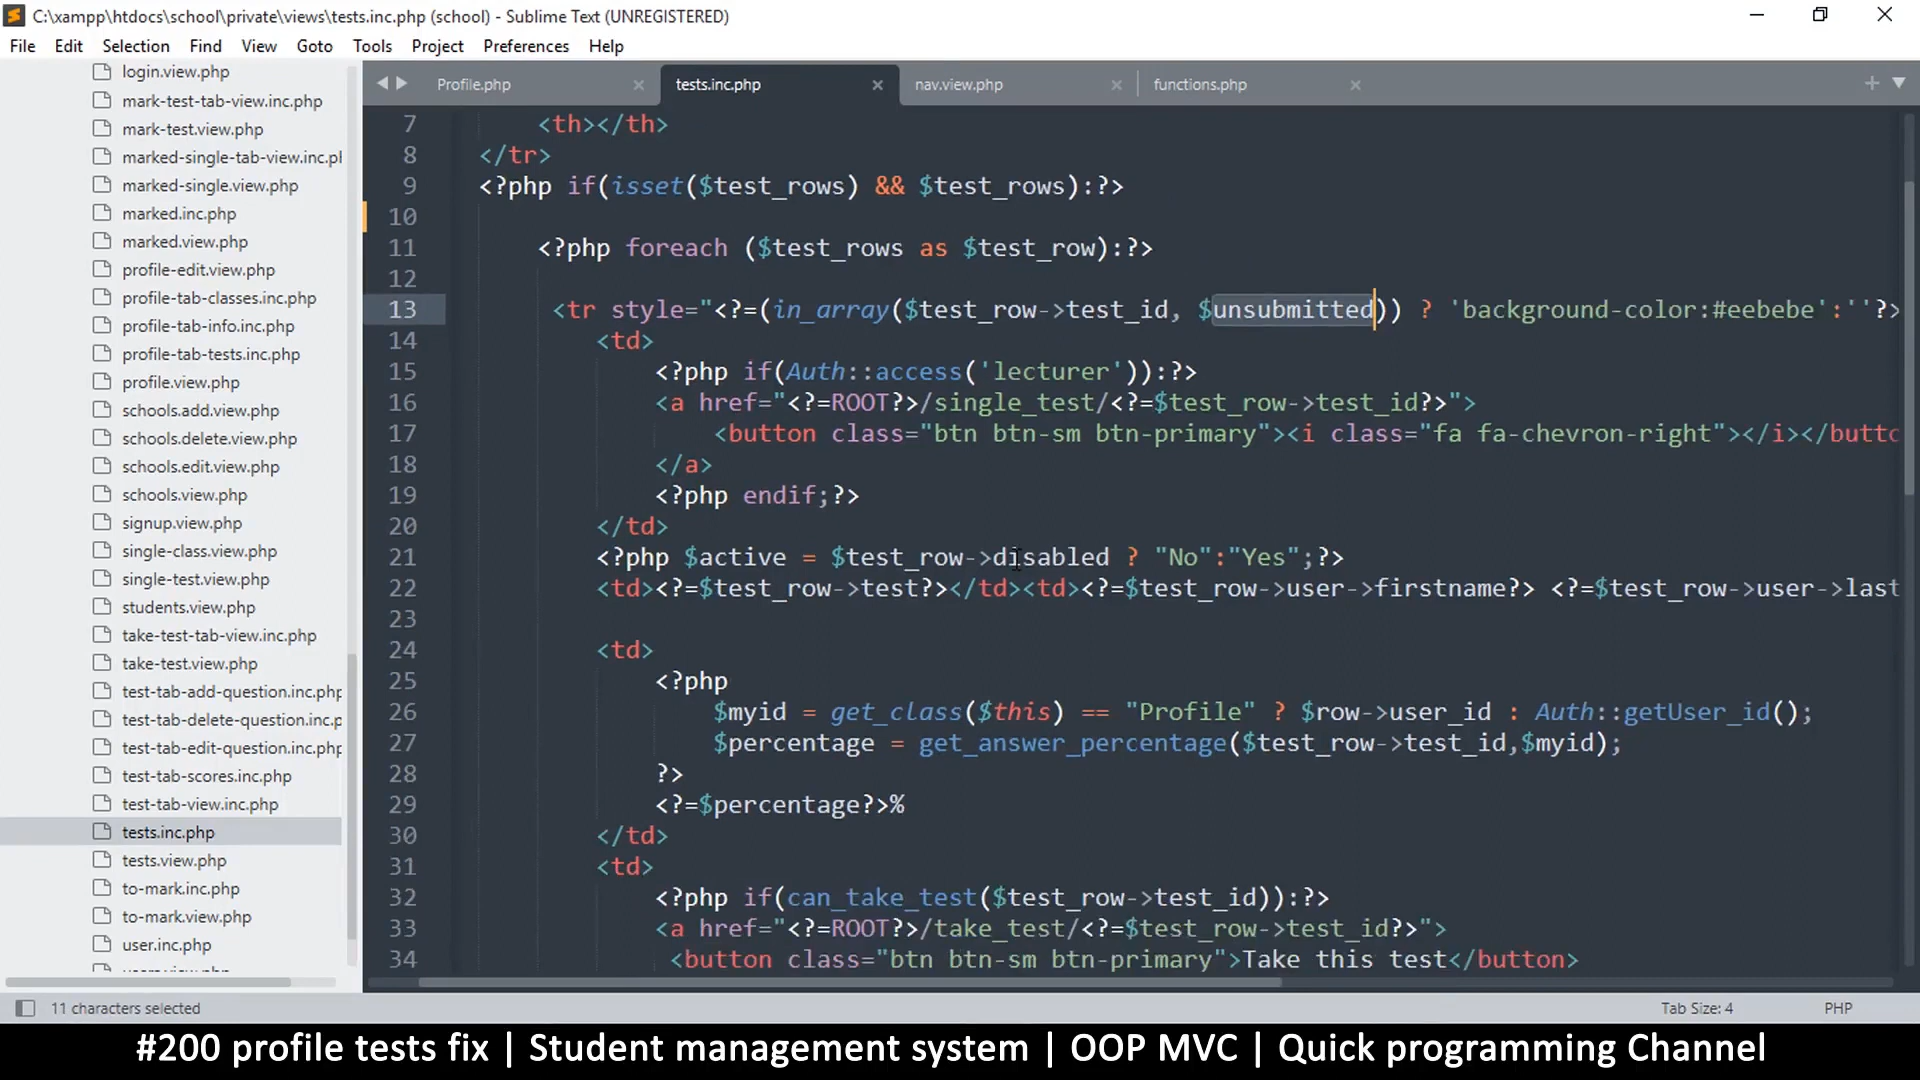 C:\xampp\htdocs\school\private\views\tests.inc.php (school) - Sublime Text (UNREGISTERED)
File Edit Selection Find View Goto Tools Project Preferences Help
login.view.php
mark-test-tab-view.inc.php
mark-test.view.php
marked-single-tab-view.inc.pl
marked-single.view.php
marked.inc.php
marked.view.php
profile-edit.view.php
profile-tab-classes.inc.php
profile-tab-info.inc.php
profile-tab-tests.inc.php
profile.view.php
schools.add.view.php
schools.delete.view.php
schools.edit.view.php
schools.view.php
signup.view.php
single-class.view.php
single-test.view.php
students.view.php
take-test-tab-view.inc.php
take-test.view.php
test-tab-add-question.inc.php
test-tab-delete-question.inc.p
test-tab-edit-question.inc.php
test-tab-scores.inc.php
test-tab-view.inc.php
tests.inc.php
tests.view.php
to-mark.inc.php
to-mark.view.php
user.inc.php
Profile.php tests.inc.php nav.view.php functions.php
7 <th></th>
8 </tr>
9 <?php if(isset($test_rows) && $test_rows):?>
10
11 <?php foreach ($test_rows as $test_row):?>
12
13 <tr style="<?=(in_array($test_row->test_id, $unsubmitted)) ? 'background-color:#eebebe':''?>
14 <td>
15 <?php if(Auth::access('lecturer')):?>
16 <a href="<?=ROOT?>/single_test/<?=$test_row->test_id?>">
17 <button class="btn btn-sm btn-primary"><i class="fa fa-chevron-right"></i></butto
18 </a>
19 <?php endif;?>
20 </td>
21 <?php $active = $test_row->disabled ? "No":"Yes";?>
22 <td><?=$test_row->test?></td><td><?=$test_row->user->firstname?> <?=$test_row->user->last
23
24 <td>
25 <?php
26 $myid = get_class($this) == "Profile" ? $row->user_id : Auth::getUser_id();
27 $percentage = get_answer_percentage($test_row->test_id,$myid);
28 ?>
29 <?=$percentage?>%
30 </td>
31 <td>
32 <?php if(can_take_test($test_row->test_id)):?>
33 <a href="<?=ROOT?>/take_test/<?=$test_row->test_id?>">
34 <button class="btn btn-sm btn-primary">Take this test</button>
11 characters selected Tab Size: 4 PHP
#200 profile tests fix | Student management system | OOP MVC | Quick programming Channel